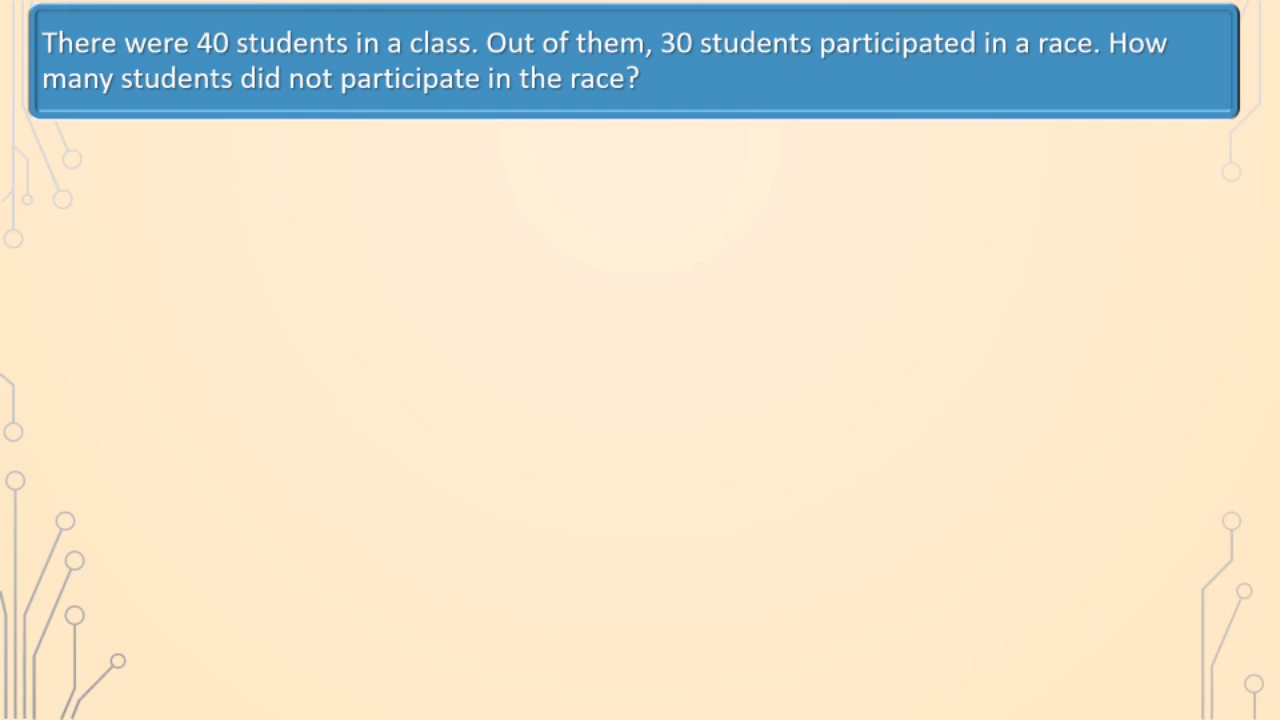 There were 40 students in a class. Out of them, 30 students participated in a race. How
many students did not participate in the race?